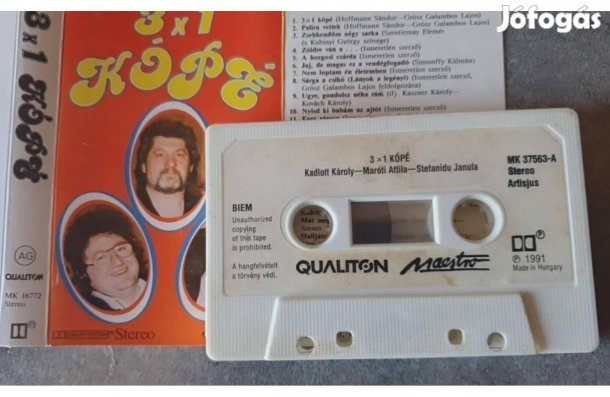 Jófogás
3 x 1
KÓPÉ
3 x 1 KÓPÉ
AG
QUALITON
MK 16772
Stereo
Stereo
1. 3×1 kópé (Hoffmann Sándor—Grósz Galambos Lajos)
2. Pulira vettek (Hoffmann Sándor—Grósz Galambos Lajos)
3. Zsebkendőm négy sarka (Szentirmay Elemér
és Kubinyi György szövege)
4. Zöldre van a . . . (Ismeretlen szerző)
5. A horgosi csárda (Ismeretlen szerző)
6. Jaj, de magas ez a vendégfogadó (Simonffy Kálmán)
7. Nem loptam én életemben (Ismeretlen szerző)
8. Sárga a csikó (Lányok a legényt) (Ismeretlen szerző,
Grósz Galambos Lajos feldolgozása)
9. Ugye, gondolsz néha rám (if). Kaszner Károly—
Kovách Károly)
10. Nyisd ki babám az ajtót (Ismeretlen szerző)
3×1 KÓPÉ
Kadlott Károly—Maróti Attila—Stefanidu Janula
MK 37563-A
Stereo
Artisjus
BIEM
Unauthorized
copying
of this tape
is prohibited.
A hangfelvételt
a törvény védi.
QUALITON Maestro
℗ 1991
Made in Hungary